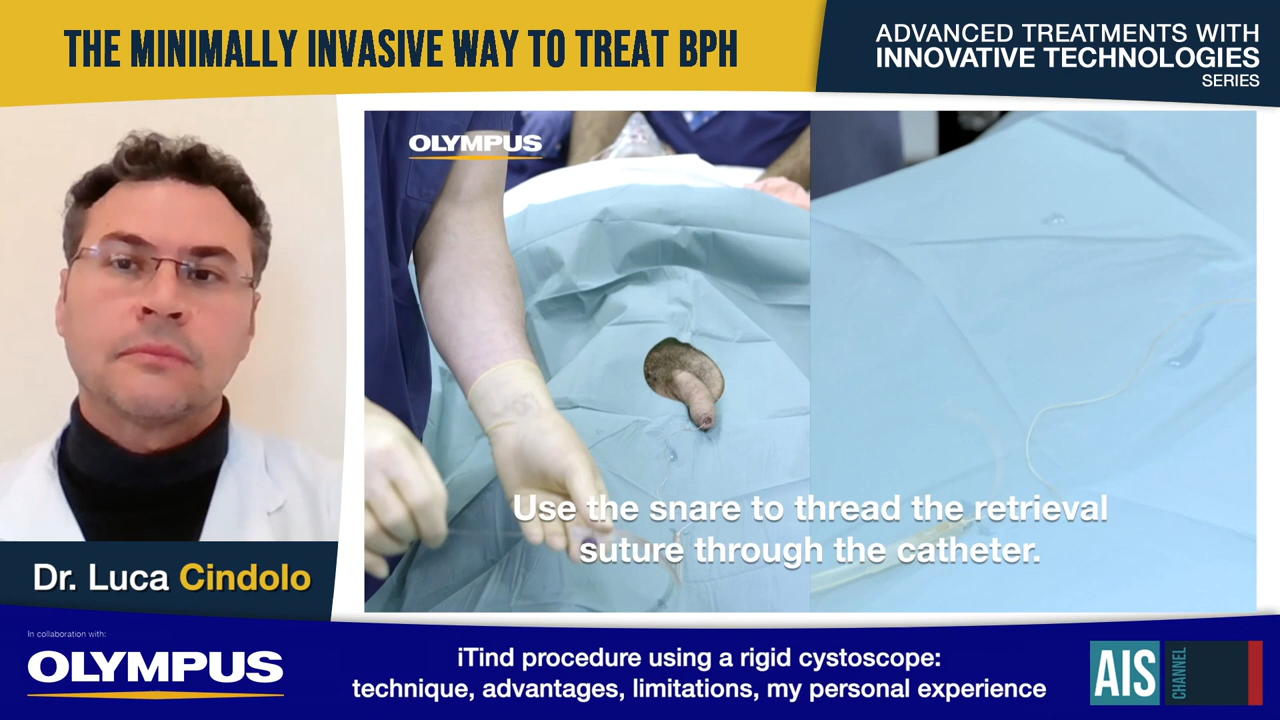 THE MINIMALLY INVASIVE WAY TO TREAT BPH
ADVANCED TREATMENTS WITH
INNOVATIVE TECHNOLOGIES
SERIES
OLYMPUS
Use the snare to thread the retrieval
suture through the catheter.
Dr. Luca Cindolo
In collaboration with:
OLYMPUS
iTind procedure using a rigid cystoscope:
technique, advantages, limitations, my personal experience
AIS
CHANNEL